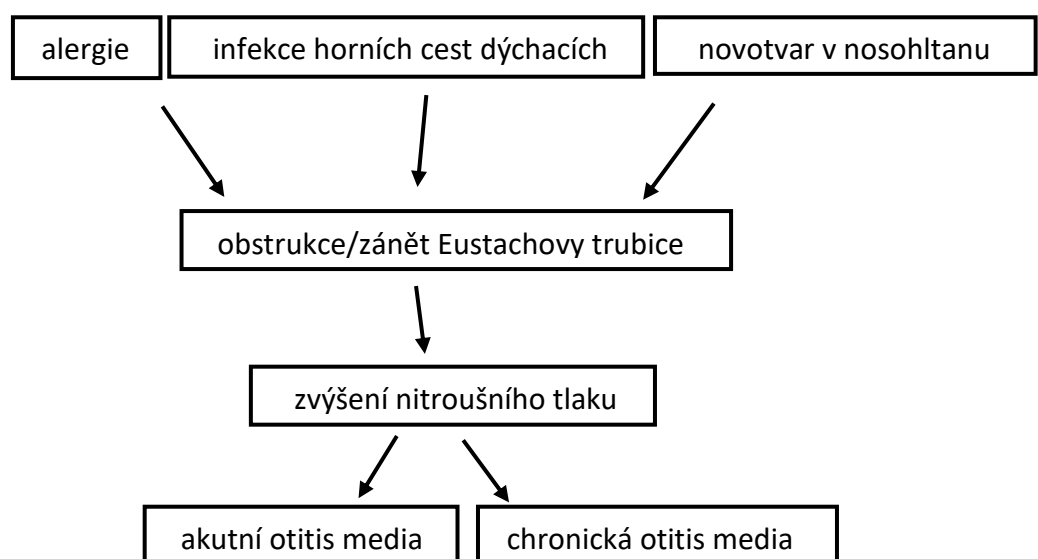 alergie
infekce horních cest dýchacích
novotvar v nosohltanu
obstrukce/zánět Eustachovy trubice
zvýšení nitroušního tlaku
akutní otitis media
chronická otitis media